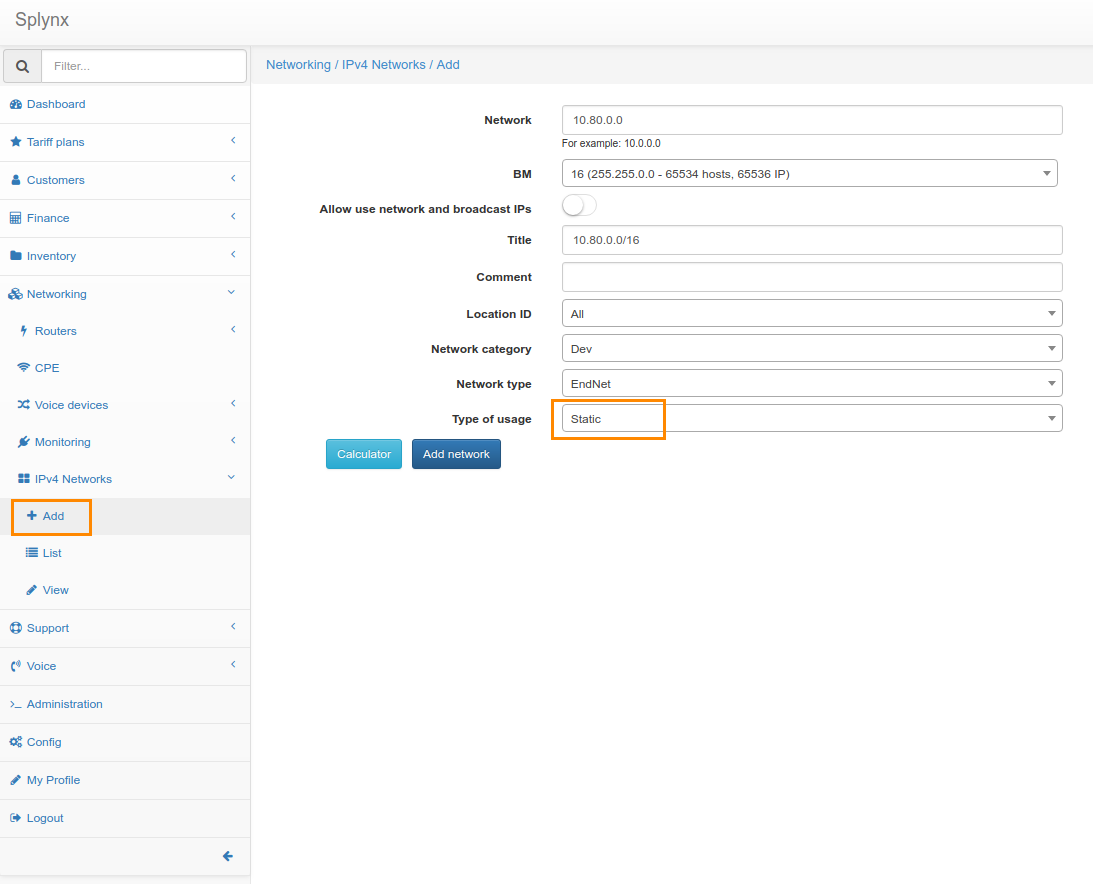 Splynx
Filter...
Dashboard
Tariff plans
Customers
Finance
Inventory
Networking
Routers
CPE
Voice devices
Monitoring
IPv4 Networks
Add
List
View
Support
Voice
Administration
Config
My Profile
Logout
Networking / IPv4 Networks / Add
Network 10.80.0.0
For example: 10.0.0.0
BM 16 (255.255.0.0 - 65534 hosts, 65536 IP)
Allow use network and broadcast IPs
Title 10.80.0.0/16
Comment
Location ID All
Network category Dev
Network type EndNet
Type of usage Static
Calculator Add network